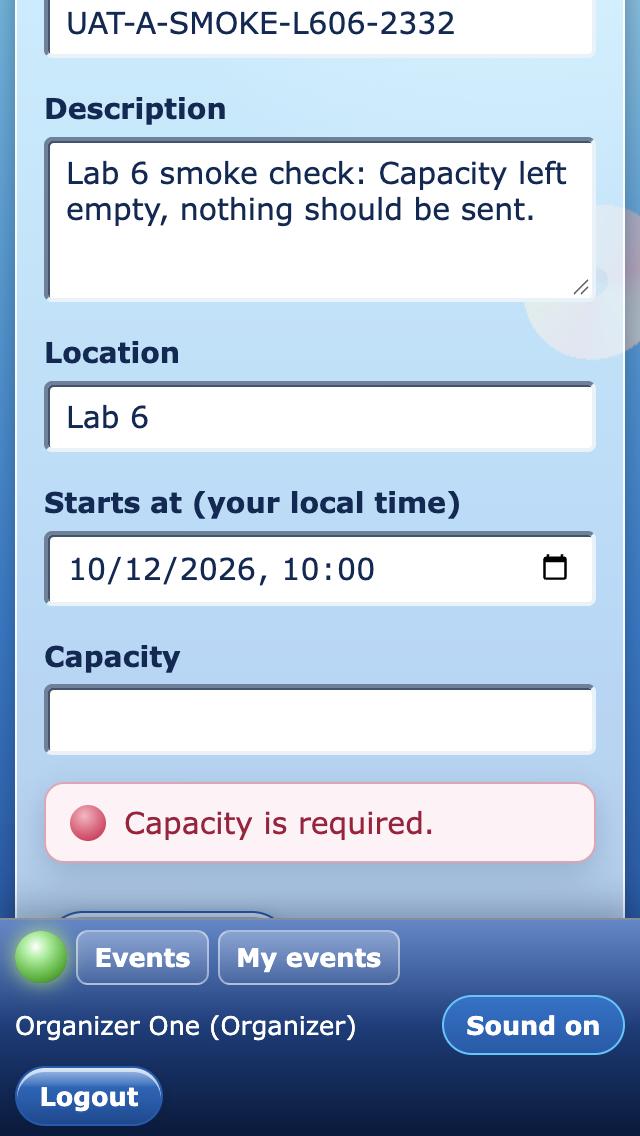 UAT-A-SMOKE-L606-2332
Description
Lab 6 smoke check: Capacity left
empty, nothing should be sent.
Location
Lab 6
Starts at (your local time)
10/12/2026, 10:00
Capacity
Capacity is required.
Events
My events
Organizer One (Organizer)
Sound on
Logout